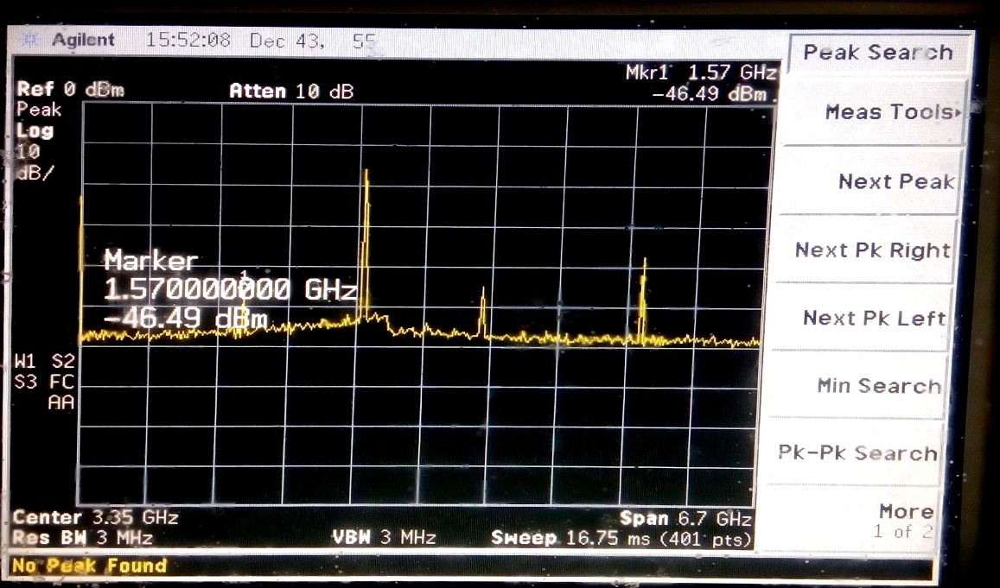 Agilent 15:52:08 Dec 43, 55
Mkr1 1.57 GHz
Ref 0 dBm Atten 10 dB -46.49 dBm
Peak
Log
10
dB/
1
Marker
1.570000000 GHz
-46.49 dBm
W1 S2
S3 FC
AA
Center 3.35 GHz Span 6.7 GHz
Res BW 3 MHz VBW 3 MHz Sweep 16.75 ms (401 pts)
No Peak Found
Peak Search
Meas Tools
Next Peak
Next Pk Right
Next Pk Left
Min Search
Pk-Pk Search
More
1 of 2